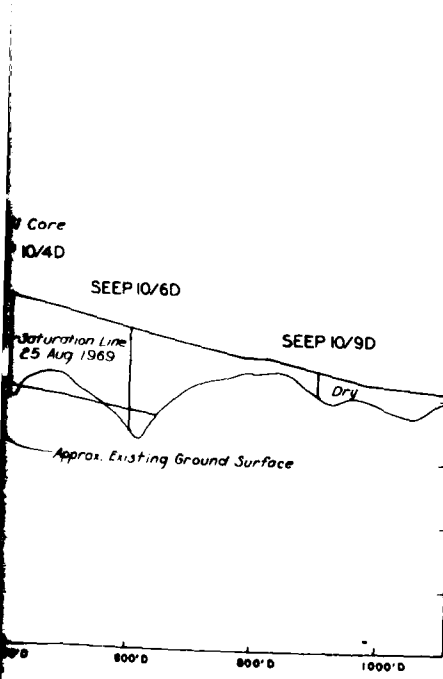 Core
10/4D
SEEP 10/6D
Saturation Line
25 Aug 1969
SEEP 10/9D
Dry
Approx. Existing Ground Surface
600'D
800'D
1000'D